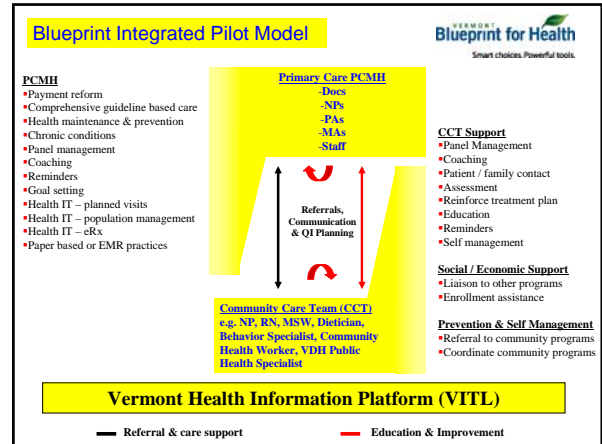 Blueprint Integrated Pilot Model
VERMONT
Blueprint for Health
Smart choices. Powerful tools.
PCMH
▪Payment reform
▪Comprehensive guideline based care
▪Health maintenance & prevention
▪Chronic conditions
▪Panel management
▪Coaching
▪Reminders
▪Goal setting
▪Health IT – planned visits
▪Health IT – population management
▪Health IT – eRx
▪Paper based or EMR practices
Primary Care PCMH
-Docs
-NPs
-PAs
-MAs
-Staff
Referrals,
Communication
& QI Planning
Community Care Team (CCT)
e.g. NP, RN, MSW, Dietician,
Behavior Specialist, Community
Health Worker, VDH Public
Health Specialist
CCT Support
▪Panel Management
▪Coaching
▪Patient / family contact
▪Assessment
▪Reinforce treatment plan
▪Education
▪Reminders
▪Self management
Social / Economic Support
▪Liaison to other programs
▪Enrollment assistance
Prevention & Self Management
▪Referral to community programs
▪Coordinate community programs
Vermont Health Information Platform (VITL)
Referral & care support
Education & Improvement